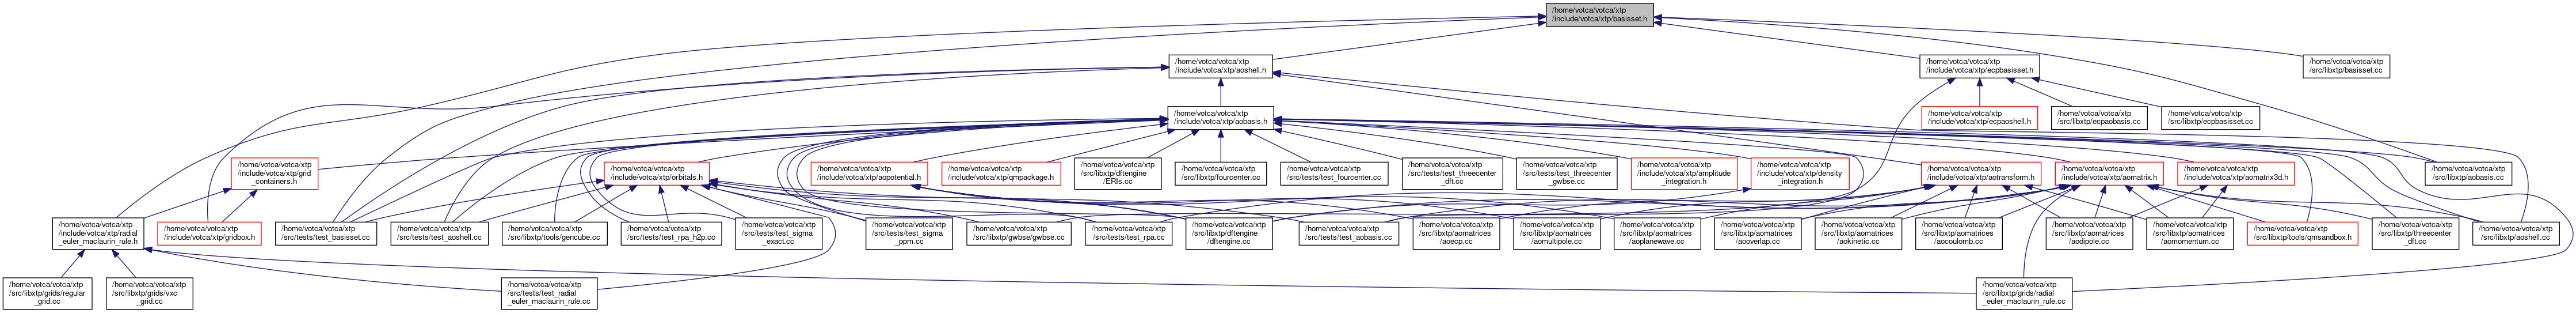 /home/votca/votca/xtp
/include/votca/xtp/basisset.h
/home/votca/votca/xtp
/include/votca/xtp/aoshell.h
/home/votca/votca/xtp
/include/votca/xtp/ecpbasisset.h
/home/votca/votca/xtp
/src/libxtp/basisset.cc
/home/votca/votca/xtp
/include/votca/xtp/aobasis.h
/home/votca/votca/xtp
/include/votca/xtp/ecpaoshell.h
/home/votca/votca/xtp
/src/libxtp/ecpaobasis.cc
/home/votca/votca/xtp
/src/libxtp/ecpbasisset.cc
/home/votca/votca/xtp
/include/votca/xtp/grid
_containers.h
/home/votca/votca/xtp
/include/votca/xtp/orbitals.h
/home/votca/votca/xtp
/include/votca/xtp/aopotential.h
/home/votca/votca/xtp
/include/votca/xtp/qmpackage.h
/home/votca/votca/xtp
/src/libxtp/dftengine
/ERIs.cc
/home/votca/votca/xtp
/src/libxtp/fourcenter.cc
/home/votca/votca/xtp
/src/tests/test_fourcenter.cc
/home/votca/votca/xtp
/src/tests/test_threecenter
_dft.cc
/home/votca/votca/xtp
/src/tests/test_threecenter
_gwbse.cc
/home/votca/votca/xtp
/include/votca/xtp/amplitude
_integration.h
/home/votca/votca/xtp
/include/votca/xtp/density
_integration.h
/home/votca/votca/xtp
/include/votca/xtp/aotransform.h
/home/votca/votca/xtp
/include/votca/xtp/aomatrix.h
/home/votca/votca/xtp
/include/votca/xtp/aomatrix3d.h
/home/votca/votca/xtp
/src/libxtp/aobasis.cc
/home/votca/votca/xtp
/include/votca/xtp/radial
_euler_maclaurin_rule.h
/home/votca/votca/xtp
/include/votca/xtp/gridbox.h
/home/votca/votca/xtp
/src/tests/test_basisset.cc
/home/votca/votca/xtp
/src/tests/test_aoshell.cc
/home/votca/votca/xtp
/src/libxtp/tools/gencube.cc
/home/votca/votca/xtp
/src/tests/test_rpa_h2p.cc
/home/votca/votca/xtp
/src/tests/test_sigma
_exact.cc
/home/votca/votca/xtp
/src/tests/test_sigma
_ppm.cc
/home/votca/votca/xtp
/src/libxtp/gwbse/gwbse.cc
/home/votca/votca/xtp
/src/tests/test_rpa.cc
/home/votca/votca/xtp
/src/libxtp/dftengine
/dftengine.cc
/home/votca/votca/xtp
/src/tests/test_aobasis.cc
/home/votca/votca/xtp
/src/libxtp/aomatrices
/aoecp.cc
/home/votca/votca/xtp
/src/libxtp/aomatrices
/aomultipole.cc
/home/votca/votca/xtp
/src/libxtp/aomatrices
/aoplanewave.cc
/home/votca/votca/xtp
/src/libxtp/aomatrices
/aooverlap.cc
/home/votca/votca/xtp
/src/libxtp/aomatrices
/aokinetic.cc
/home/votca/votca/xtp
/src/libxtp/aomatrices
/aocoulomb.cc
/home/votca/votca/xtp
/src/libxtp/aomatrices
/aodipole.cc
/home/votca/votca/xtp
/src/libxtp/aomatrices
/aomomentum.cc
/home/votca/votca/xtp
/src/libxtp/tools/qmsandbox.h
/home/votca/votca/xtp
/src/libxtp/threecenter
_dft.cc
/home/votca/votca/xtp
/src/libxtp/aoshell.cc
/home/votca/votca/xtp
/src/libxtp/grids/regular
_grid.cc
/home/votca/votca/xtp
/src/libxtp/grids/vxc
_grid.cc
/home/votca/votca/xtp
/src/tests/test_radial
_euler_maclaurin_rule.cc
/home/votca/votca/xtp
/src/libxtp/grids/radial
_euler_maclaurin_rule.cc